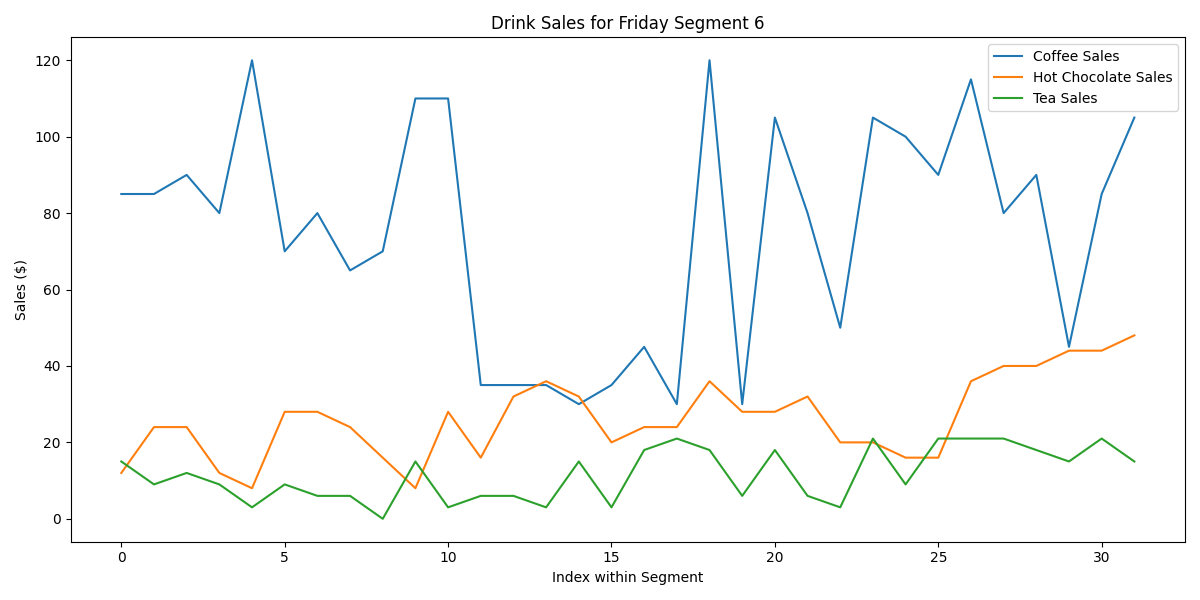 Drink Sales for Friday Segment 6
Coffee Sales
Hot Chocolate Sales
Tea Sales
Sales ($)
120
100
80
60
40
20
0
0 5 10 15 20 25 30
Index within Segment